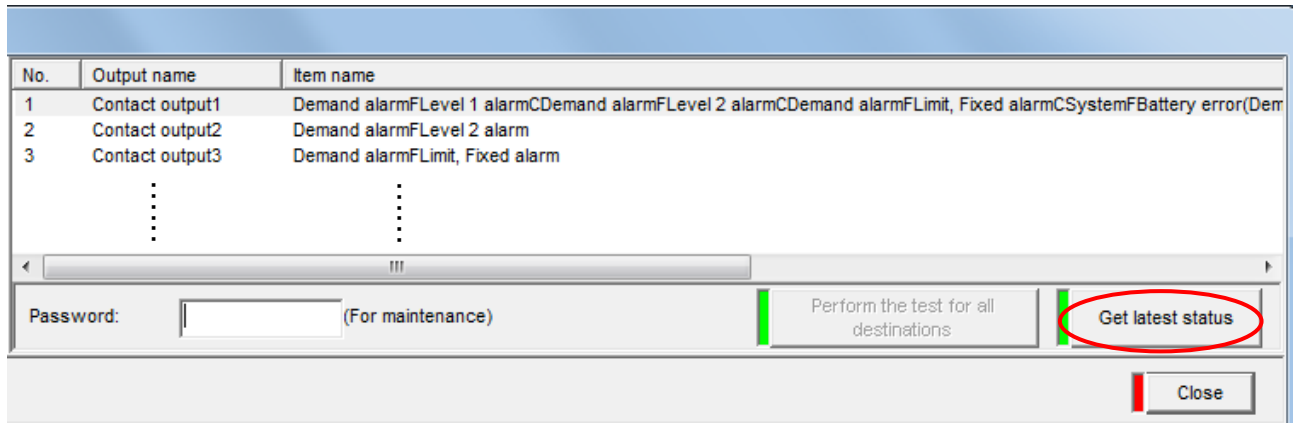 No. Output name Item name
1 Contact output1 Demand alarmFLevel 1 alarmCDemand alarmFLevel 2 alarmCDemand alarmFLimit, Fixed alarmCSystemFBattery error(Dem
2 Contact output2 Demand alarmFLevel 2 alarm
3 Contact output3 Demand alarmFLimit, Fixed alarm
Password: (For maintenance)
Perform the test for all
destinations
Get latest status
Close